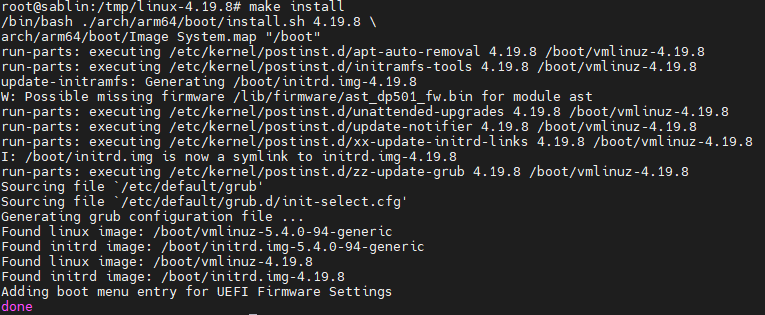 root@sablin:/tmp/linux-4.19.8# make install
/bin/bash ./arch/arm64/boot/install.sh 4.19.8 \
arch/arm64/boot/Image System.map "/boot"
run-parts: executing /etc/kernel/postinst.d/apt-auto-removal 4.19.8 /boot/vmlinuz-4.19.8
run-parts: executing /etc/kernel/postinst.d/initramfs-tools 4.19.8 /boot/vmlinuz-4.19.8
update-initramfs: Generating /boot/initrd.img-4.19.8
W: Possible missing firmware /lib/firmware/ast_dp501_fw.bin for module ast
run-parts: executing /etc/kernel/postinst.d/unattended-upgrades 4.19.8 /boot/vmlinuz-4.19.8
run-parts: executing /etc/kernel/postinst.d/update-notifier 4.19.8 /boot/vmlinuz-4.19.8
run-parts: executing /etc/kernel/postinst.d/xx-update-initrd-links 4.19.8 /boot/vmlinuz-4.19.8
I: /boot/initrd.img is now a symlink to initrd.img-4.19.8
run-parts: executing /etc/kernel/postinst.d/zz-update-grub 4.19.8 /boot/vmlinuz-4.19.8
Sourcing file `/etc/default/grub'
Sourcing file `/etc/default/grub.d/init-select.cfg'
Generating grub configuration file ...
Found linux image: /boot/vmlinuz-5.4.0-94-generic
Found initrd image: /boot/initrd.img-5.4.0-94-generic
Found linux image: /boot/vmlinuz-4.19.8
Found initrd image: /boot/initrd.img-4.19.8
Adding boot menu entry for UEFI Firmware Settings
done